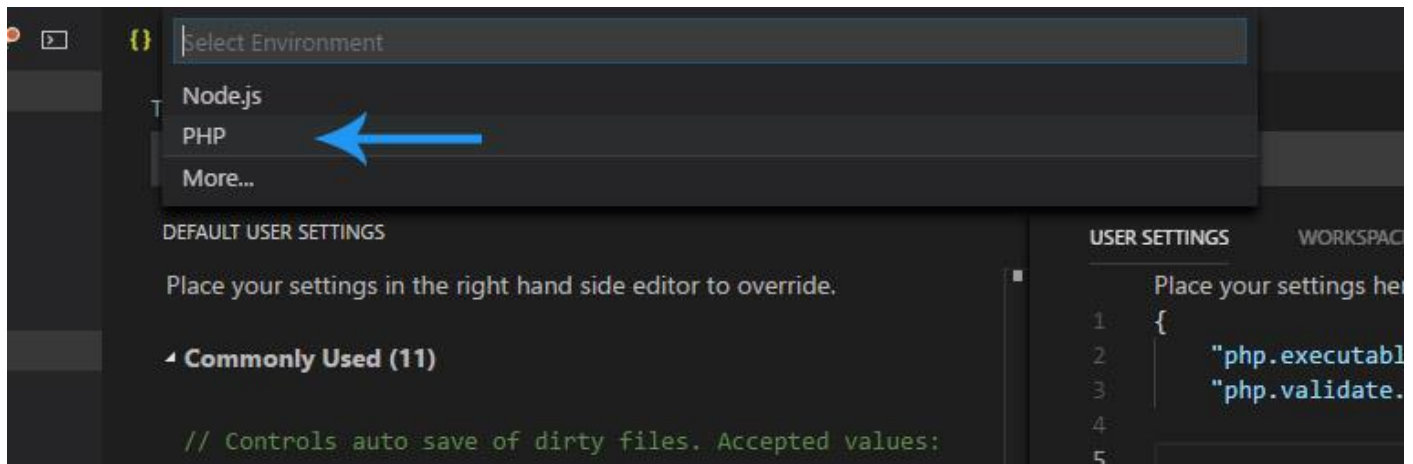 {}
Select Environment
Node.js
PHP
More...
DEFAULT USER SETTINGS
Place your settings in the right hand side editor to override.
Commonly Used (11)
// Controls auto save of dirty files. Accepted values:
USER SETTINGS
Place your settings
1 {
2 "php.
3 "php.validate.
4
5